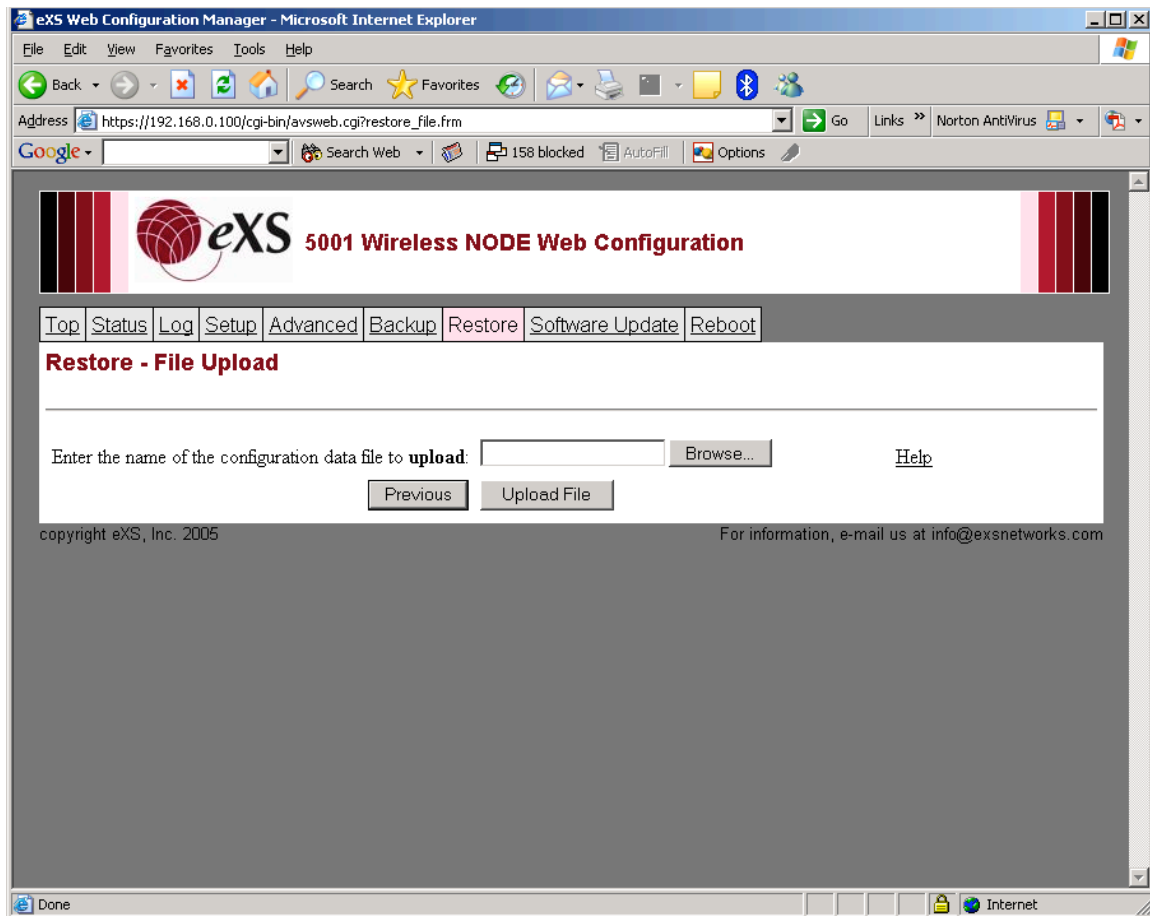 eXS Web Configuration Manager - Microsoft Internet Explorer
File Edit View Favorites Tools Help
Back Search Favorites
Address https://192.168.0.100/cgi-bin/avsweb.cgi?restore_file.frm Go Links » Norton AntiVirus
Google Search Web 158 blocked AutoFill Options
eXS 5001 Wireless NODE Web Configuration
Top Status Log Setup Advanced Backup Restore Software Update Reboot
Restore - File Upload
Enter the name of the configuration data file to upload: Browse... Help
Previous Upload File
copyright eXS, Inc. 2005 For information, e-mail us at info@exsnetworks.com
Done Internet